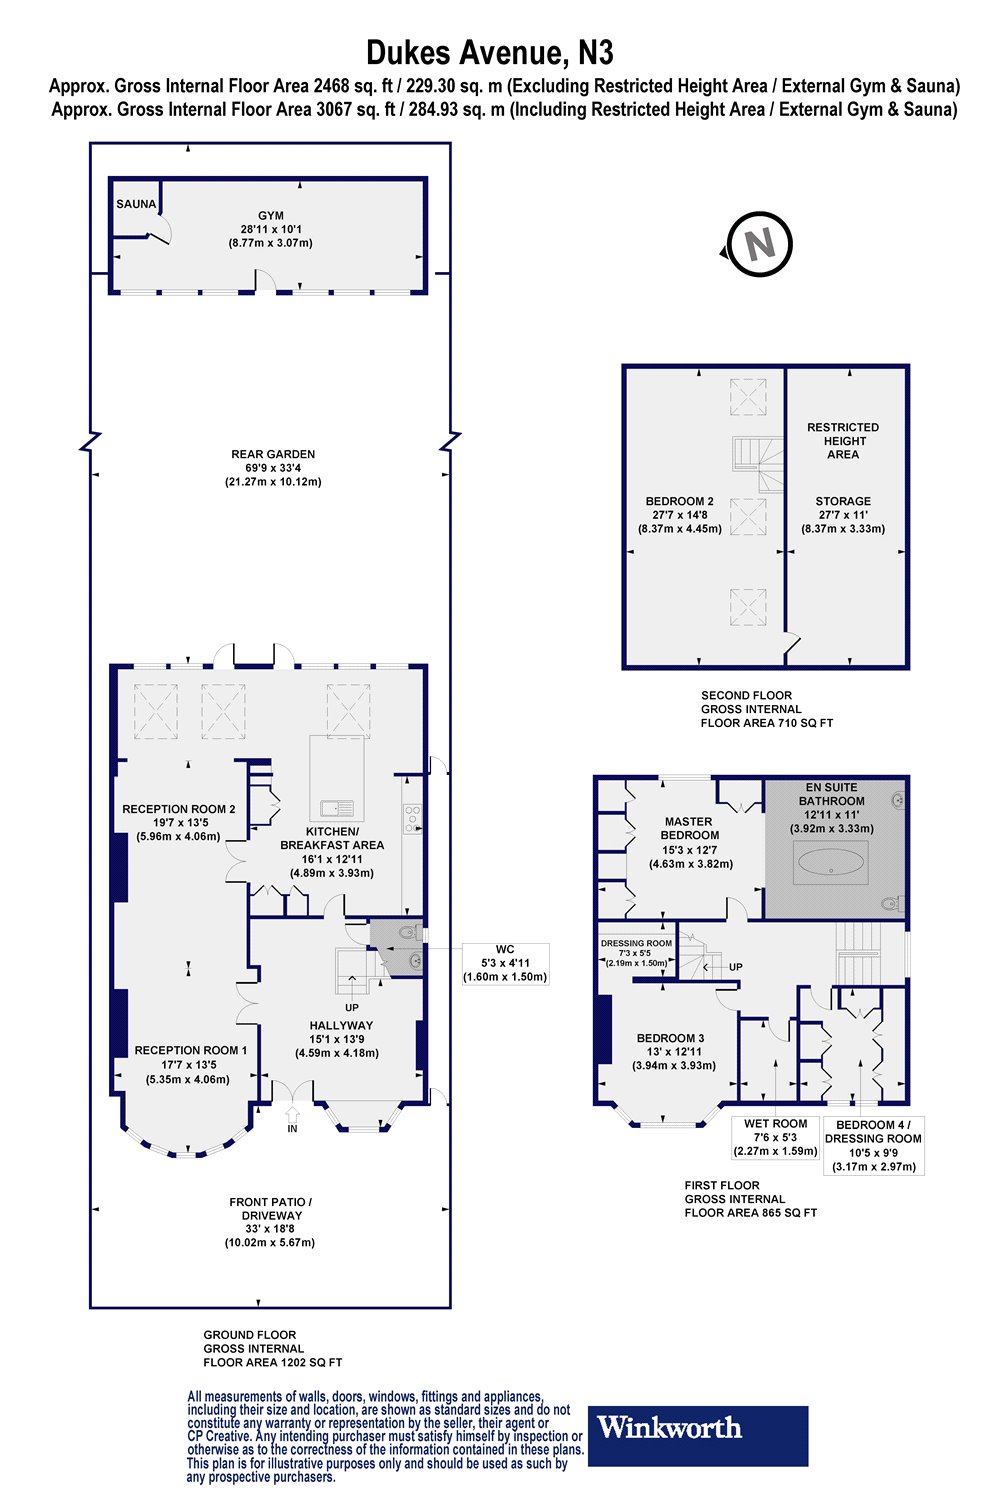 Dukes Avenue, N3
Approx. Gross Internal Floor Area 2468 sq. ft / 229.30 sq. m (Excluding Restricted Height Area / External Gym & Sauna)
Approx. Gross Internal Floor Area 3067 sq. ft / 284.93 sq. m (Including Restricted Height Area / External Gym & Sauna)
SAUNA
GYM
28'11 x 10'1
(8.77m x 3.07m)
N
REAR GARDEN
69'9 x 33'4
(21.27m x 10.12m)
BEDROOM 2
27'7 x 14'8
(8.37m x 4.45m)
RESTRICTED
HEIGHT
AREA
STORAGE
27'7 x 11'
(8.37m x 3.33m)
SECOND FLOOR
GROSS INTERNAL
FLOOR AREA 710 SQ FT
RECEPTION ROOM 2
19'7 x 13'5
(5.96m x 4.06m)
KITCHEN/
BREAKFAST AREA
16'1 x 12'11
(4.89m x 3.93m)
WC
5'3 x 4'11
(1.60m x 1.50m)
UP
HALLYWAY
15'1 x 13'9
(4.59m x 4.18m)
RECEPTION ROOM 1
17'7 x 13'5
(5.35m x 4.06m)
IN
FRONT PATIO /
DRIVEWAY
33' x 18'8
(10.02m x 5.67m)
GROUND FLOOR
GROSS INTERNAL
FLOOR AREA 1202 SQ FT
MASTER
BEDROOM
15'3 x 12'7
(4.63m x 3.82m)
EN SUITE
BATHROOM
12'11 x 11'
(3.92m x 3.33m)
DRESSING ROOM
7'3 x 5'5
(2.19m x 1.50m)
UP
BEDROOM 3
13' x 12'11
(3.94m x 3.93m)
WET ROOM
7'6 x 5'3
(2.27m x 1.59m)
BEDROOM 4 /
DRESSING ROOM
10'5 x 9'9
(3.17m x 2.97m)
FIRST FLOOR
GROSS INTERNAL
FLOOR AREA 865 SQ FT
All measurements of walls, doors, windows, fittings and appliances,
including their size and location, are shown as standard sizes and do not
constitute any warranty or representation by the seller, their agent or
CP Creative. Any intending purchaser must satisfy himself by inspection or
otherwise as to the correctness of the information contained in these plans.
This plan is for illustrative purposes only and should be used as such by
any prospective purchasers.
Winkworth